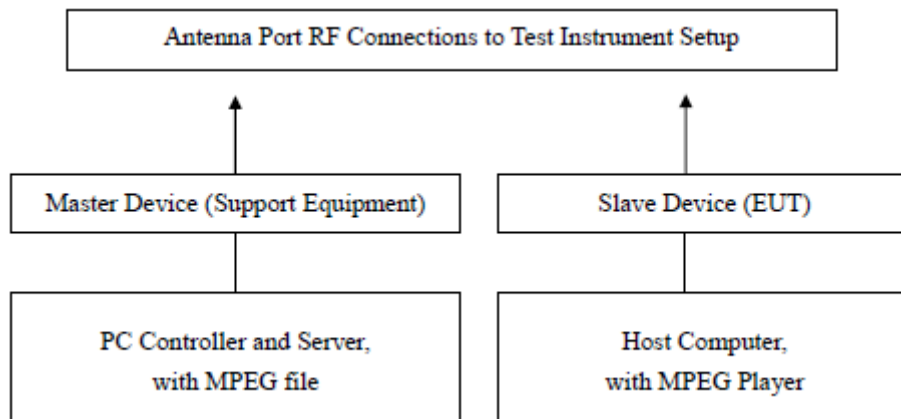 Antenna Port RF Connections to Test Instrument Setup
Master Device (Support Equipment)
Slave Device (EUT)
PC Controller and Server,
with MPEG file
Host Computer,
with MPEG Player